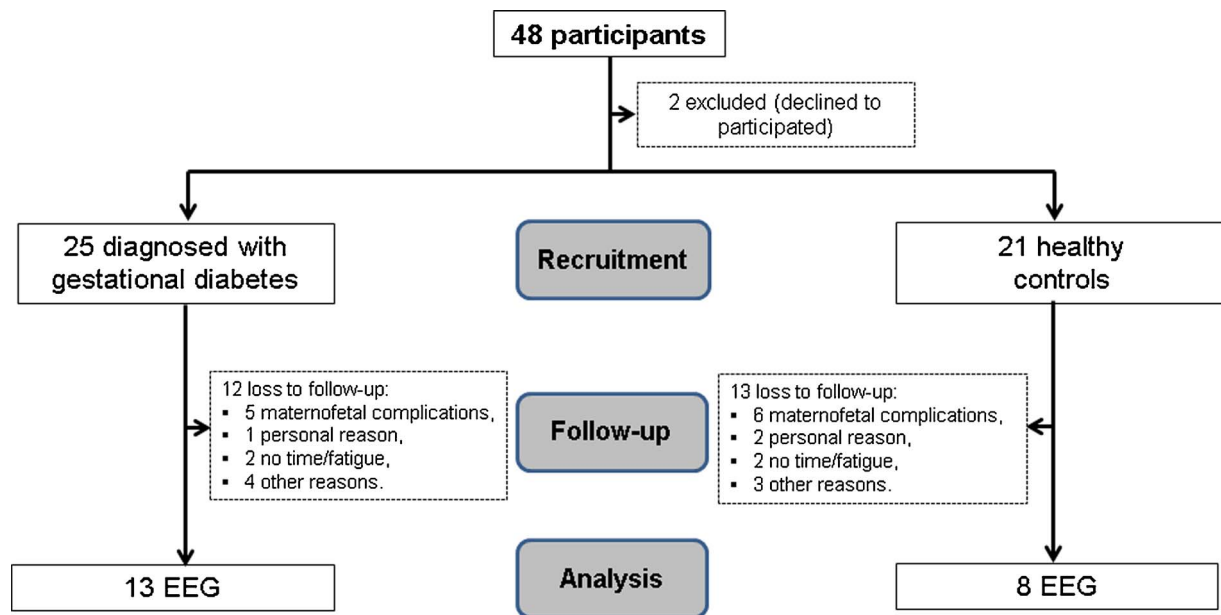 48 participants
2 excluded (declined to
participated)
25 diagnosed with
gestational diabetes
Recruitment
21 healthy
controls
12 loss to follow-up:
▪ 5 maternofetal complications,
▪ 1 personal reason,
▪ 2 no time/fatigue,
▪ 4 other reasons.
Follow-up
13 loss to follow-up:
▪ 6 maternofetal complications,
▪ 2 personal reason,
▪ 2 no time/fatigue,
▪ 3 other reasons.
13 EEG
Analysis
8 EEG